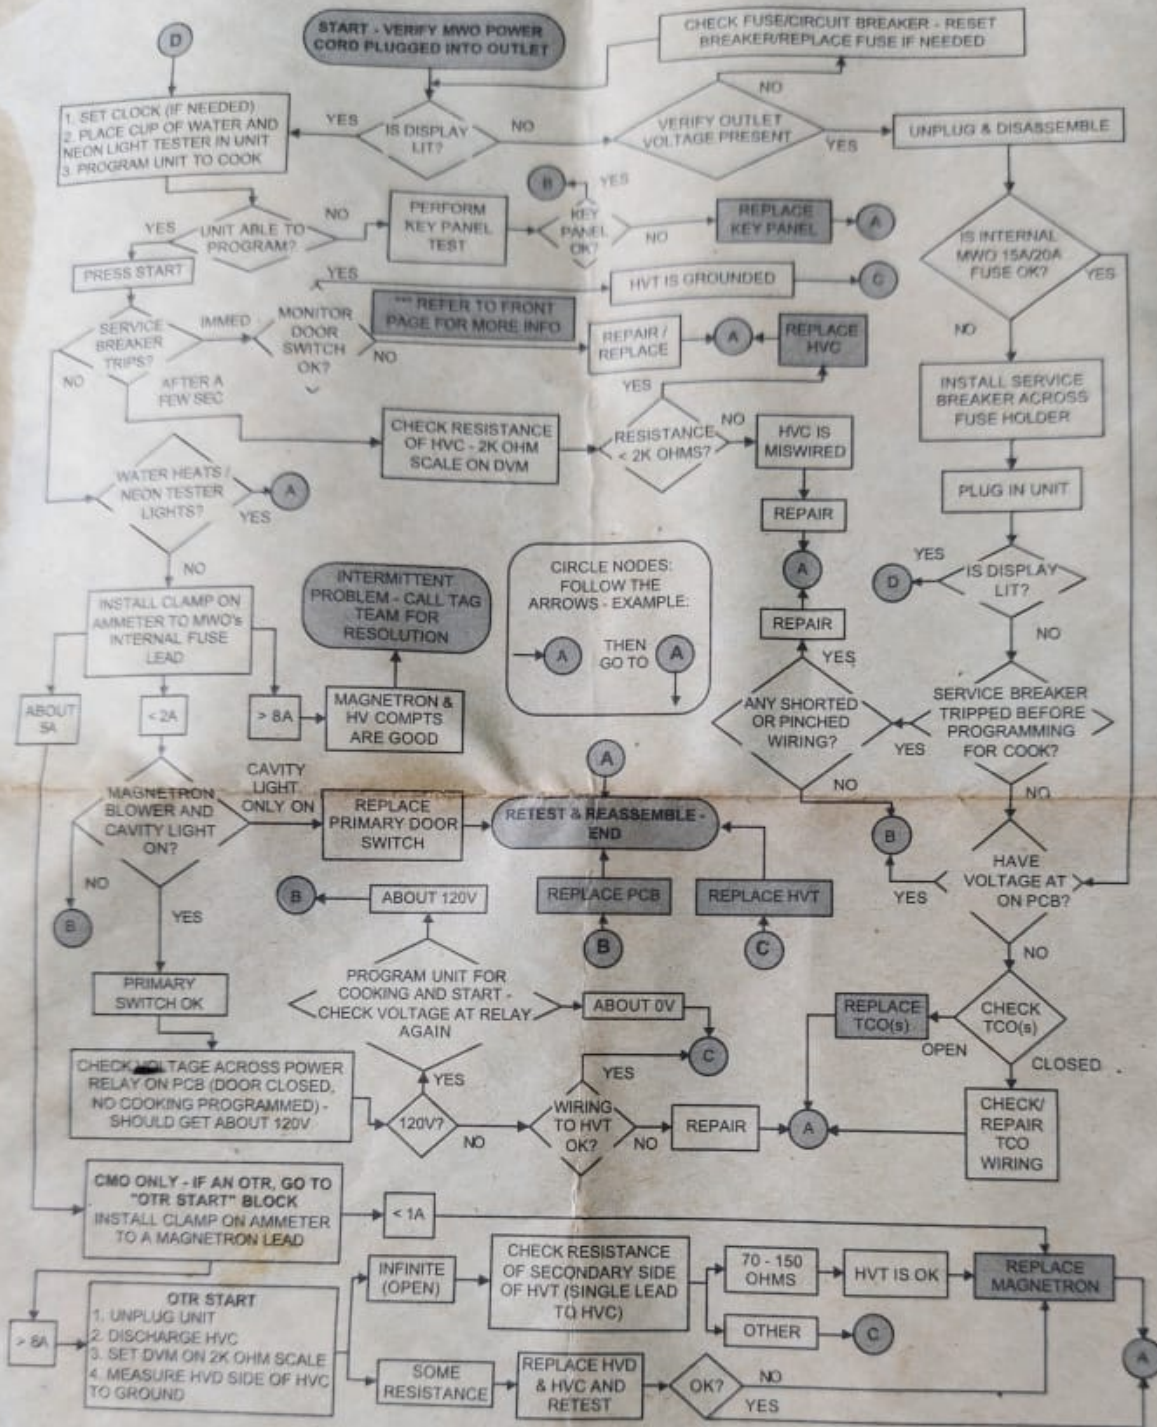 D
START - VERIFY MWO POWER
CORD PLUGGED INTO OUTLET
CHECK FUSE/CIRCUIT BREAKER - RESET
BREAKER/REPLACE FUSE IF NEEDED
NO
1. SET CLOCK (IF NEEDED)
2. PLACE CUP OF WATER AND
NEON LIGHT TESTER IN UNIT
3. PROGRAM UNIT TO COOK
YES
IS DISPLAY
LIT?
NO
VERIFY OUTLET
VOLTAGE PRESENT
YES
UNPLUG & DISASSEMBLE
YES
UNIT ABLE TO
PROGRAM?
NO
PERFORM
KEY PANEL
TEST
B
YES
KEY
PANEL
OK?
NO
REPLACE
KEY PANEL
A
IS INTERNAL
MWO 15A/20A
FUSE OK?
YES
NO
PRESS START
YES
HVT IS GROUNDED
C
SERVICE
BREAKER
TRIPS?
IMMED
MONITOR
DOOR
SWITCH
OK?
NO
*** REFER TO FRONT
PAGE FOR MORE INFO
REPAIR /
REPLACE
A
REPLACE
HVC
NO
AFTER A
FEW SEC
CHECK RESISTANCE
OF HVC - 2K OHM
SCALE ON DVM
YES
RESISTANCE
< 2K OHMS?
NO
HVC IS
MISWIRED
REPAIR
A
REPAIR
INSTALL SERVICE
BREAKER ACROSS
FUSE HOLDER
PLUG IN UNIT
YES
D
IS DISPLAY
LIT?
NO
WATER HEATS /
NEON TESTER
LIGHTS?
A
YES
NO
INSTALL CLAMP ON
AMMETER TO MWO's
INTERNAL FUSE
LEAD
INTERMITTENT
PROBLEM - CALL TAG
TEAM FOR
RESOLUTION
CIRCLE NODES:
FOLLOW THE
ARROWS - EXAMPLE:
A
THEN
GO TO
A
YES
ANY SHORTED
OR PINCHED
WIRING?
NO
SERVICE BREAKER
TRIPPED BEFORE
PROGRAMMING
FOR COOK?
YES
NO
ABOUT
5A
< 2A
> 8A
MAGNETRON &
HV COMPTS
ARE GOOD
MAGNETRON
BLOWER AND
CAVITY LIGHT
ON?
CAVITY
LIGHT
ONLY ON
REPLACE
PRIMARY DOOR
SWITCH
A
RETEST & REASSEMBLE -
END
B
HAVE
VOLTAGE AT
ON PCB?
YES
NO
NO
B
YES
B
ABOUT 120V
REPLACE PCB
B
REPLACE HVT
C
PRIMARY
SWITCH OK
PROGRAM UNIT FOR
COOKING AND START -
CHECK VOLTAGE AT RELAY
AGAIN
ABOUT 0V
C
REPLACE
TCO(s)
OPEN
CHECK
TCO(s)
CLOSED
CHECK VOLTAGE ACROSS POWER
RELAY ON PCB (DOOR CLOSED,
NO COOKING PROGRAMMED) -
SHOULD GET ABOUT 120V
YES
120V?
NO
YES
WIRING
TO HVT
OK?
NO
REPAIR
A
CHECK/
REPAIR
TCO
WIRING
CMO ONLY - IF AN OTR, GO TO
"OTR START" BLOCK
INSTALL CLAMP ON AMMETER
TO A MAGNETRON LEAD
< 1A
> 8A
OTR START
1. UNPLUG UNIT
2. DISCHARGE HVC
3. SET DVM ON 2K OHM SCALE
4. MEASURE HVD SIDE OF HVC
TO GROUND
INFINITE
(OPEN)
CHECK RESISTANCE
OF SECONDARY SIDE
OF HVT (SINGLE LEAD
TO HVC)
70 - 150
OHMS
HVT IS OK
REPLACE
MAGNETRON
OTHER
C
SOME
RESISTANCE
REPLACE HVD
& HVC AND
RETEST
OK?
NO
YES
A